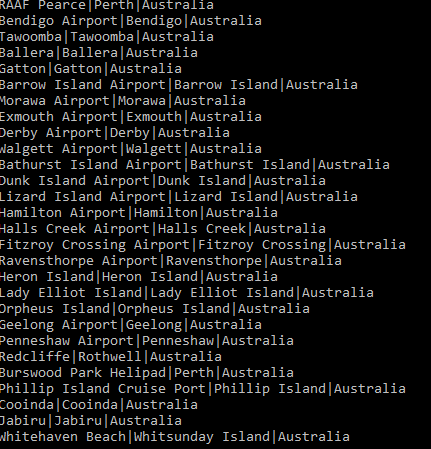 RAAF Pearce|Perth|Australia
Bendigo Airport|Bendigo|Australia
Tawoomba|Tawoomba|Australia
Ballera|Ballera|Australia
Gatton|Gatton|Australia
Barrow Island Airport|Barrow Island|Australia
Morawa Airport|Morawa|Australia
Exmouth Airport|Exmouth|Australia
Derby Airport|Derby|Australia
Walgett Airport|Walgett|Australia
Bathurst Island Airport|Bathurst Island|Australia
Dunk Island Airport|Dunk Island|Australia
Lizard Island Airport|Lizard Island|Australia
Hamilton Airport|Hamilton|Australia
Halls Creek Airport|Halls Creek|Australia
Fitzroy Crossing Airport|Fitzroy Crossing|Australia
Ravensthorpe Airport|Ravensthorpe|Australia
Heron Island|Heron Island|Australia
Lady Elliot Island|Lady Elliot Island|Australia
Orpheus Island|Orpheus Island|Australia
Geelong Airport|Geelong|Australia
Penneshaw Airport|Penneshaw|Australia
Redcliffe|Rothwell|Australia
Burswood Park Helipad|Perth|Australia
Phillip Island Cruise Port|Phillip Island|Australia
Cooinda|Cooinda|Australia
Jabiru|Jabiru|Australia
Whitehaven Beach|Whitsunday Island|Australia